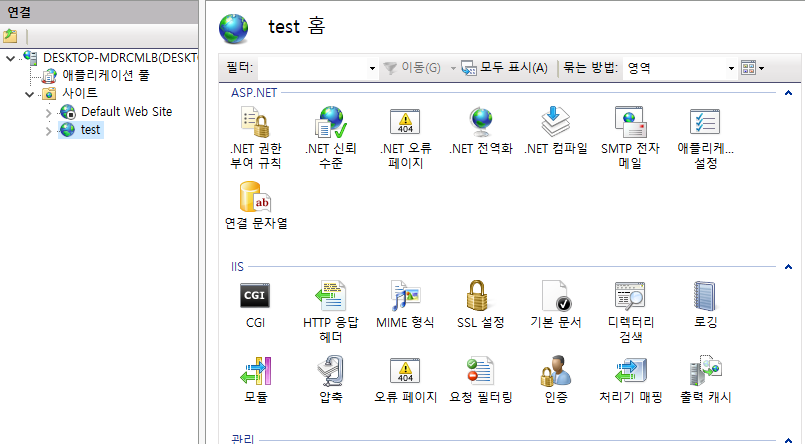 연결
DESKTOP-MDRCMLB(DESKT
애플리케이션 풀
사이트
Default Web Site
test
test 홈
필터:
이동(G)
모두 표시(A)
묶는 방법:
영역
ASP.NET
.NET 권한 부여 규칙
.NET 신뢰 수준
.NET 오류 페이지
.NET 전역화
.NET 컴파일
SMTP 전자 메일
애플리케... 설정
404
ab
연결 문자열
IIS
CGI
CGI
HTTP 응답 헤더
MIME 형식
SSL 설정
기본 문서
디렉터리 검색
로깅
404
모듈
압축
오류 페이지
요청 필터링
인증
처리기 매핑
출력 캐시
관리